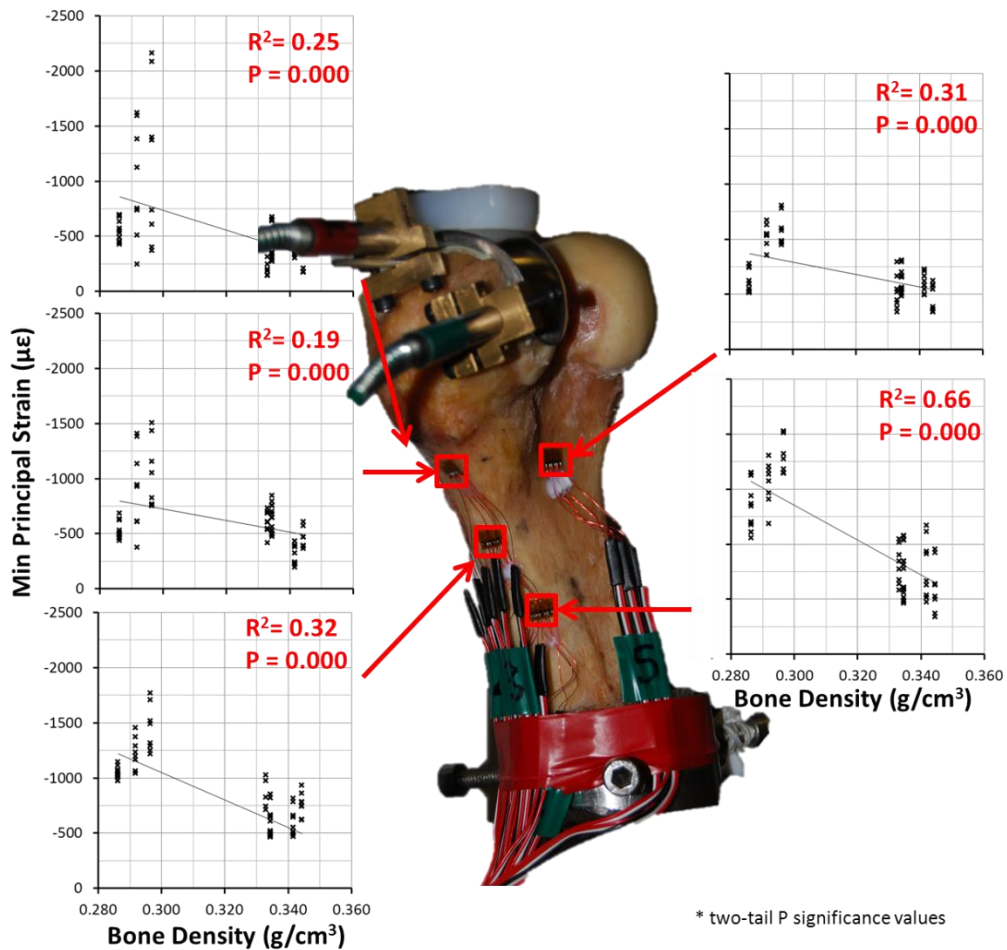 -2500
-2000
-1500
-1000
-500
0
R²= 0.25
P = 0.000
-2500
-2000
-1500
-1000
-500
0
R²= 0.19
P = 0.000
-2500
-2000
-1500
-1000
-500
0
R²= 0.32
P = 0.000
0.280 0.300 0.320 0.340 0.360
Bone Density (g/cm³)
Min Principal Strain (µε)
R²= 0.31
P = 0.000
R²= 0.66
P = 0.000
0.280 0.300 0.320 0.340 0.360
Bone Density (g/cm³)
* two-tail P significance values